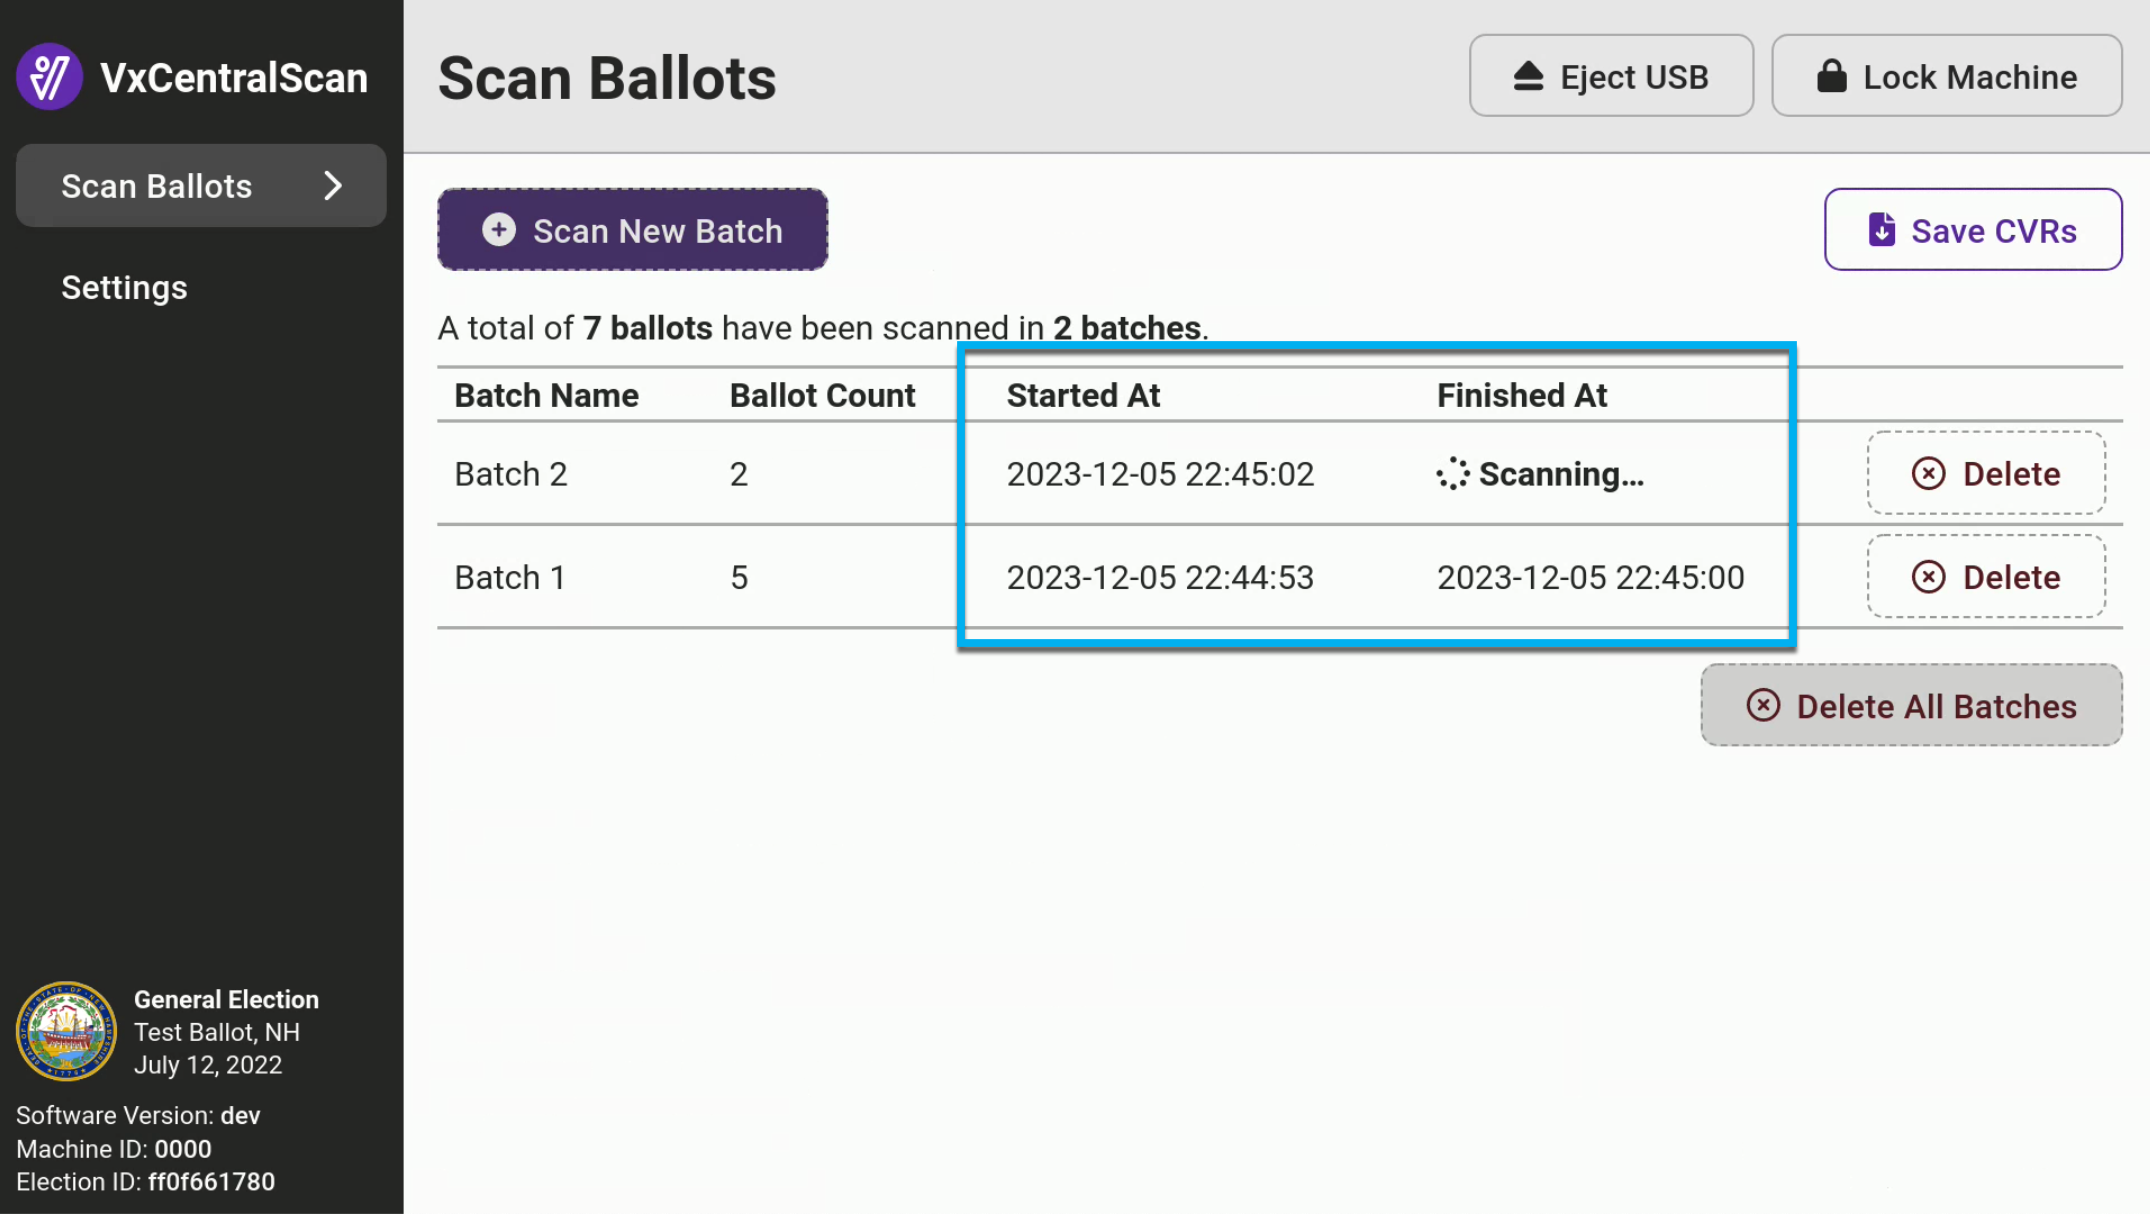 VxCentralScan
Scan Ballots
Settings
General Election
Test Ballot, NH
July 12, 2022
Software Version: dev
Machine ID: 0000
Election ID: ff0f661780
Scan Ballots
Eject USB
Lock Machine
Scan New Batch
Save CVRs
A total of 7 ballots have been scanned in 2 batches.
Batch Name Ballot Count Started At Finished At
Batch 2 2 2023-12-05 22:45:02 Scanning... Delete
Batch 1 5 2023-12-05 22:44:53 2023-12-05 22:45:00 Delete
Delete All Batches